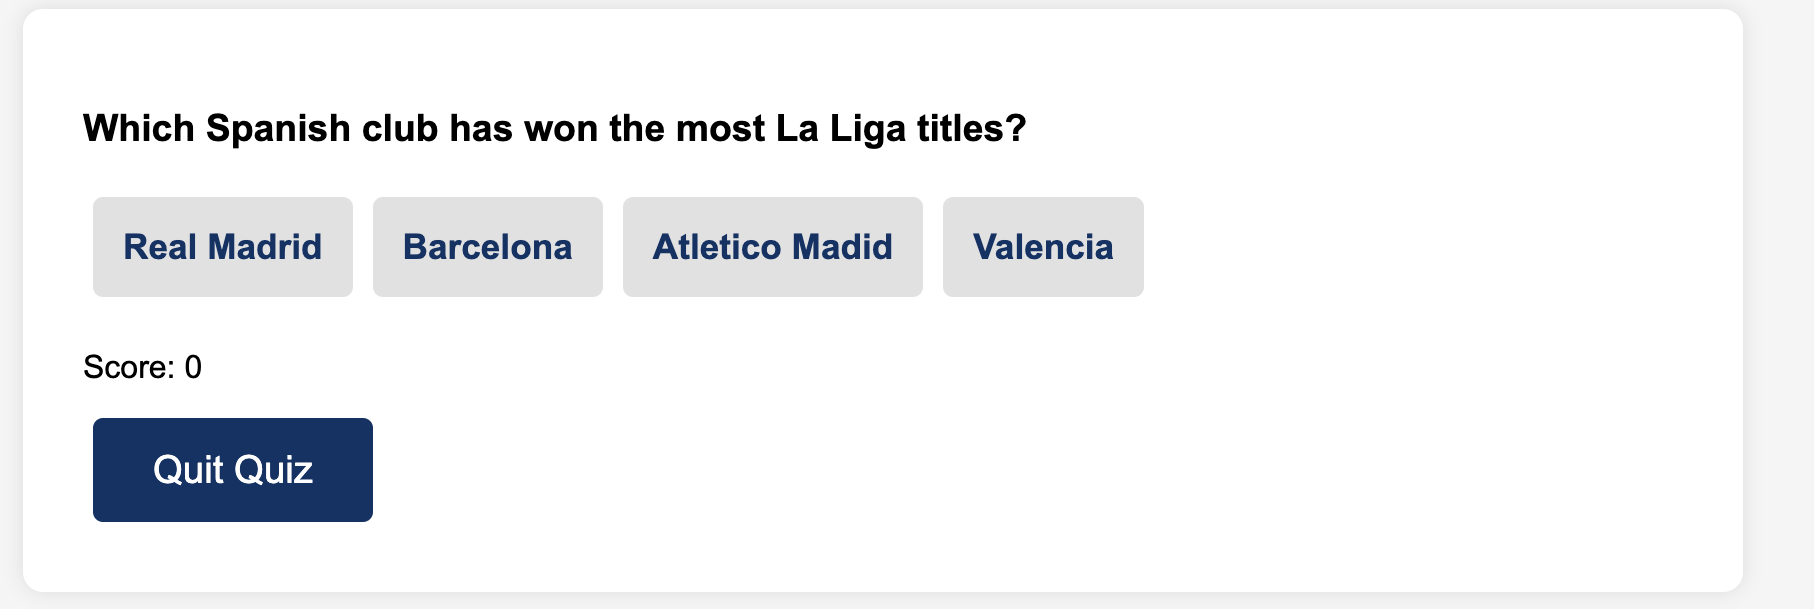 Which Spanish club has won the most La Liga titles?
Real Madrid Barcelona Atletico Madid Valencia
Score: 0
Quit Quiz